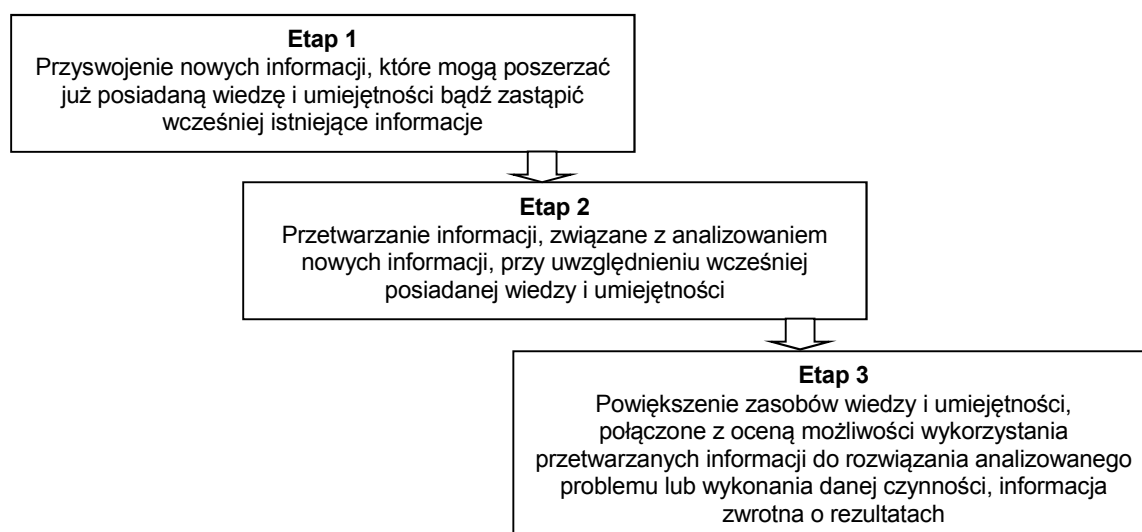 Etap 1
Przyswojenie nowych informacji, które mogą poszerzać
już posiadaną wiedzę i umiejętności bądź zastąpić
wcześniej istniejące informacje
Etap 2
Przetwarzanie informacji, związane z analizowaniem
nowych informacji, przy uwzględnieniu wcześniej
posiadanej wiedzy i umiejętności
Etap 3
Powiększenie zasobów wiedzy i umiejętności,
połączone z oceną możliwości wykorzystania
przetwarzanych informacji do rozwiązania analizowanego
problemu lub wykonania danej czynności, informacja
zwrotna o rezultatach